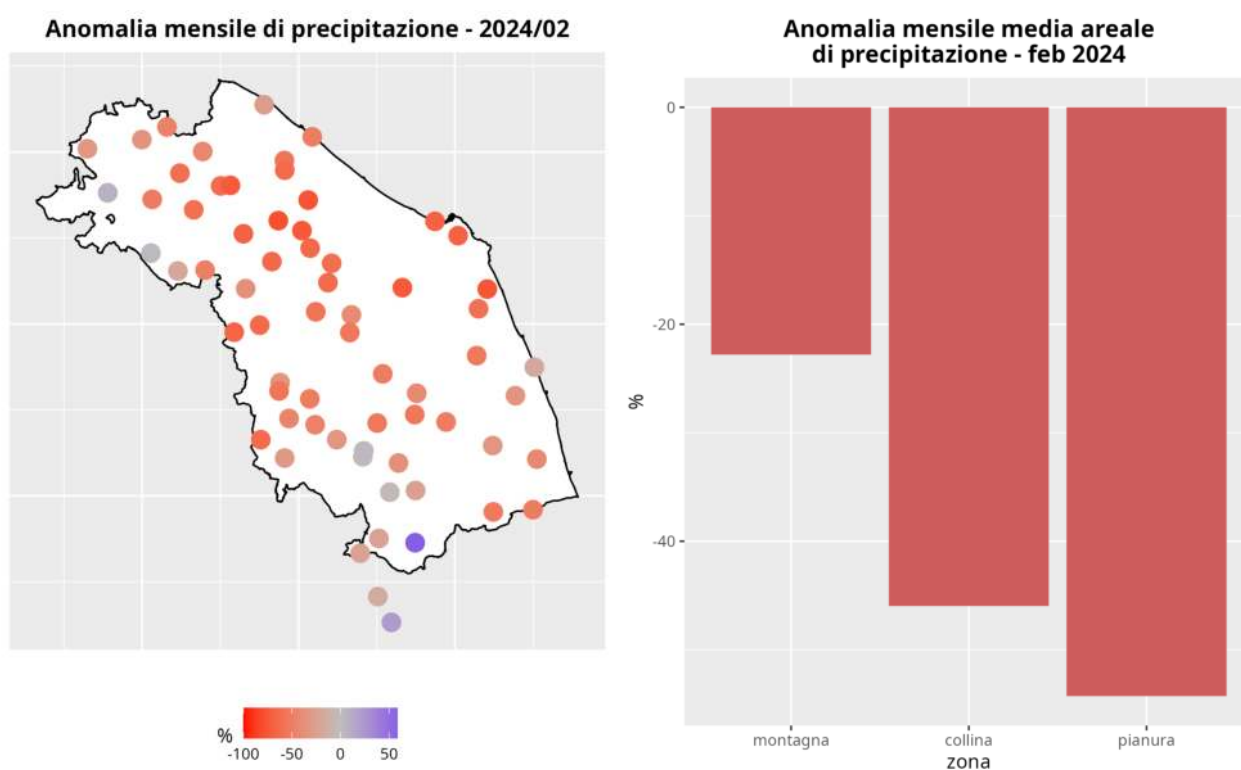 Anomalia mensile di precipitazione - 2024/02
%
-100 -50 0 50
Anomalia mensile media areale
di precipitazione - feb 2024
0
-20
-40
%
montagna collina pianura
zona